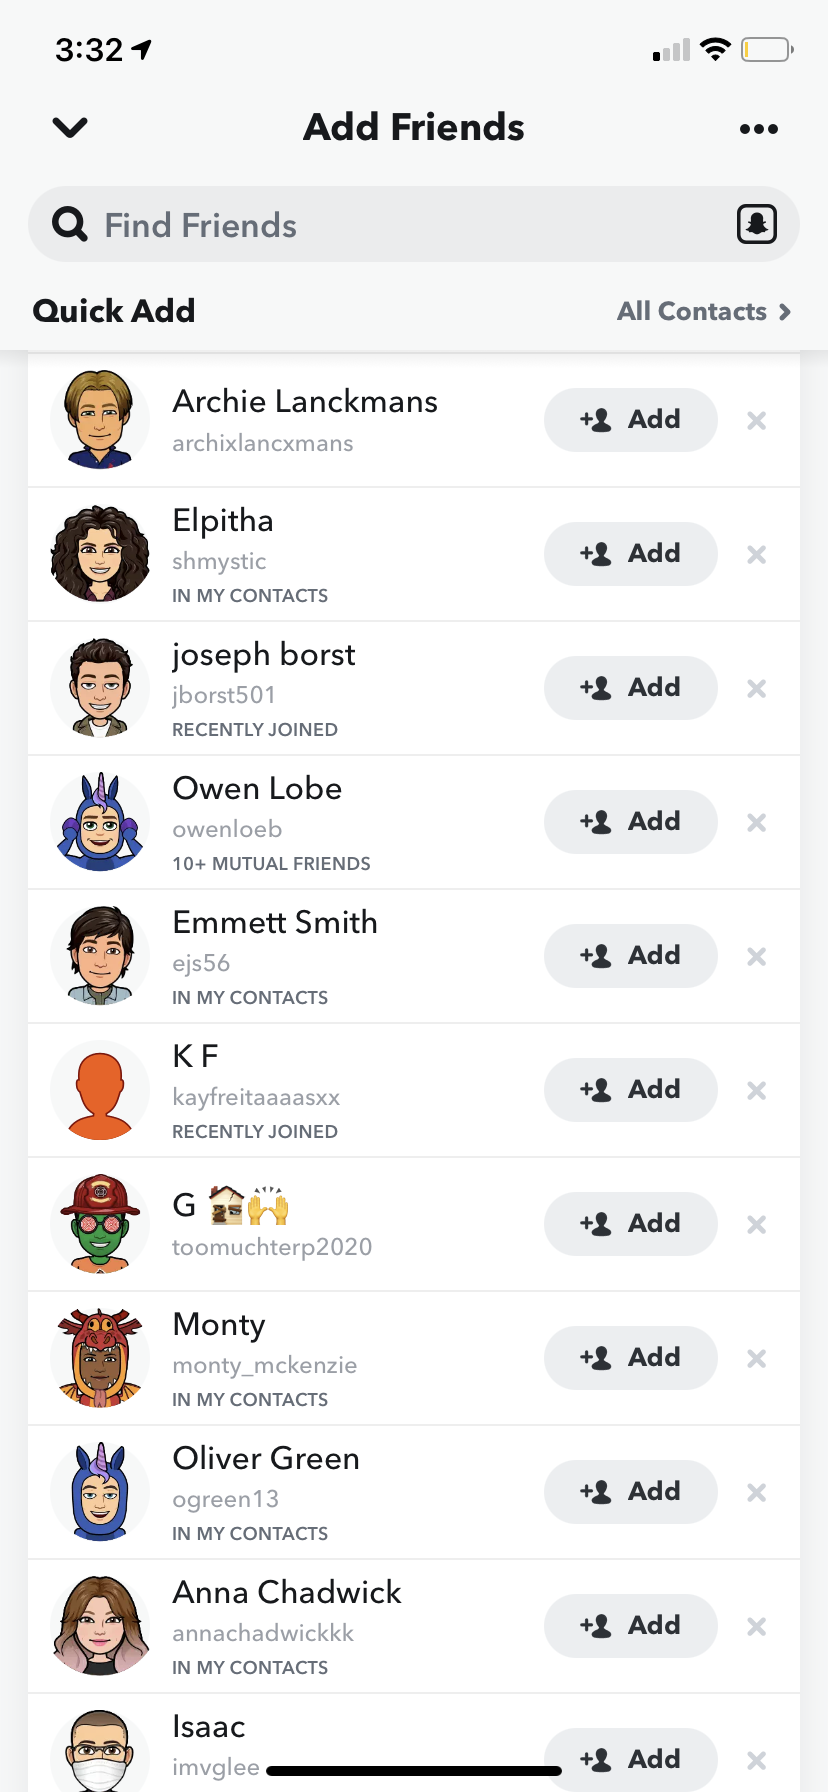 3:32
Add Friends
Find Friends
Quick Add
All Contacts
Archie Lanckmans
archixlancxmans
Add
Elpitha
shmystic
IN MY CONTACTS
Add
joseph borst
jborst501
RECENTLY JOINED
Add
Owen Lobe
owenloeb
10+ MUTUAL FRIENDS
Add
Emmett Smith
ejs56
IN MY CONTACTS
Add
K F
kayfreitaaaasxx
RECENTLY JOINED
Add
G 🏚️🙌
toomuchterp2020
Add
Monty
monty_mckenzie
IN MY CONTACTS
Add
Oliver Green
ogreen13
IN MY CONTACTS
Add
Anna Chadwick
annachadwickkk
IN MY CONTACTS
Add
Isaac
imvglee
Add